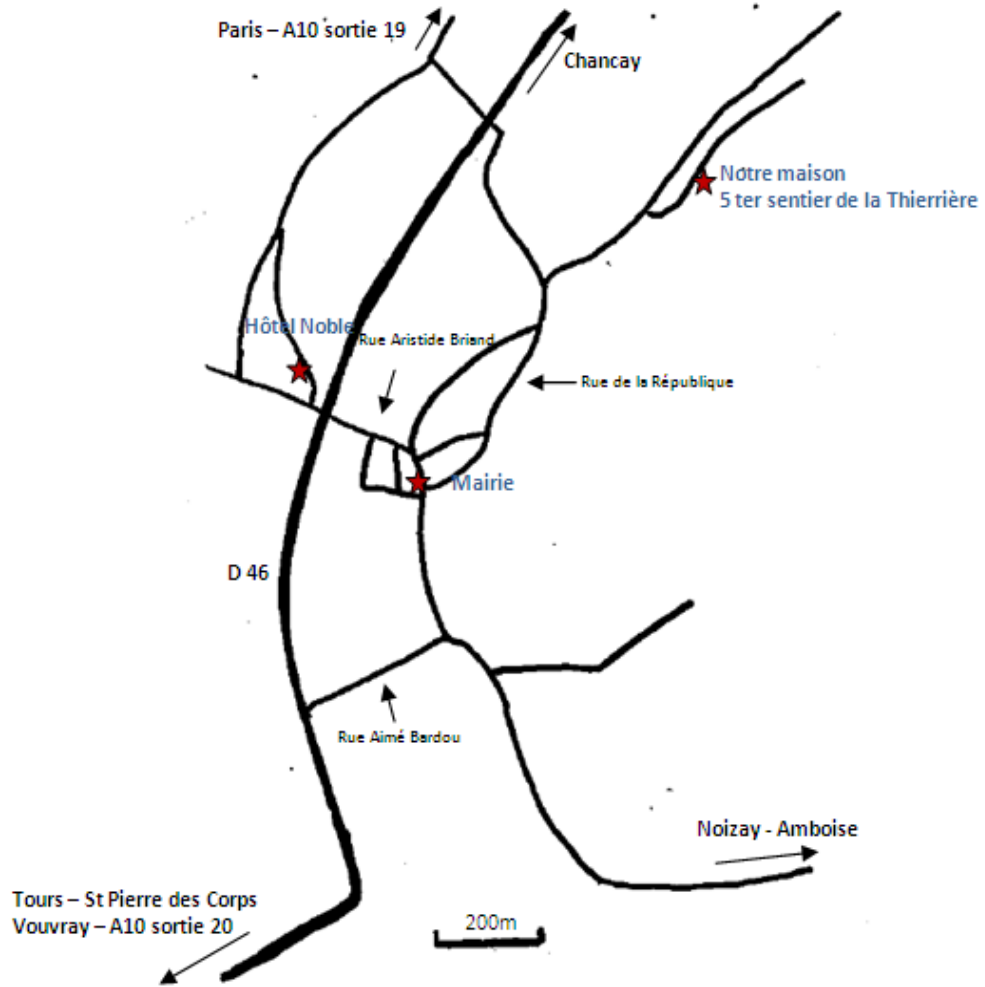 Paris – A10 sortie 19
Chancay
Notre maison
5 ter sentier de la Thierrière
Hôtel Noble
Rue Aristide Briand
Rue de la République
Mairie
D 46
Rue Aimé Bardou
Noizay - Amboise
Tours – St Pierre des Corps
Vouvray – A10 sortie 20
200m